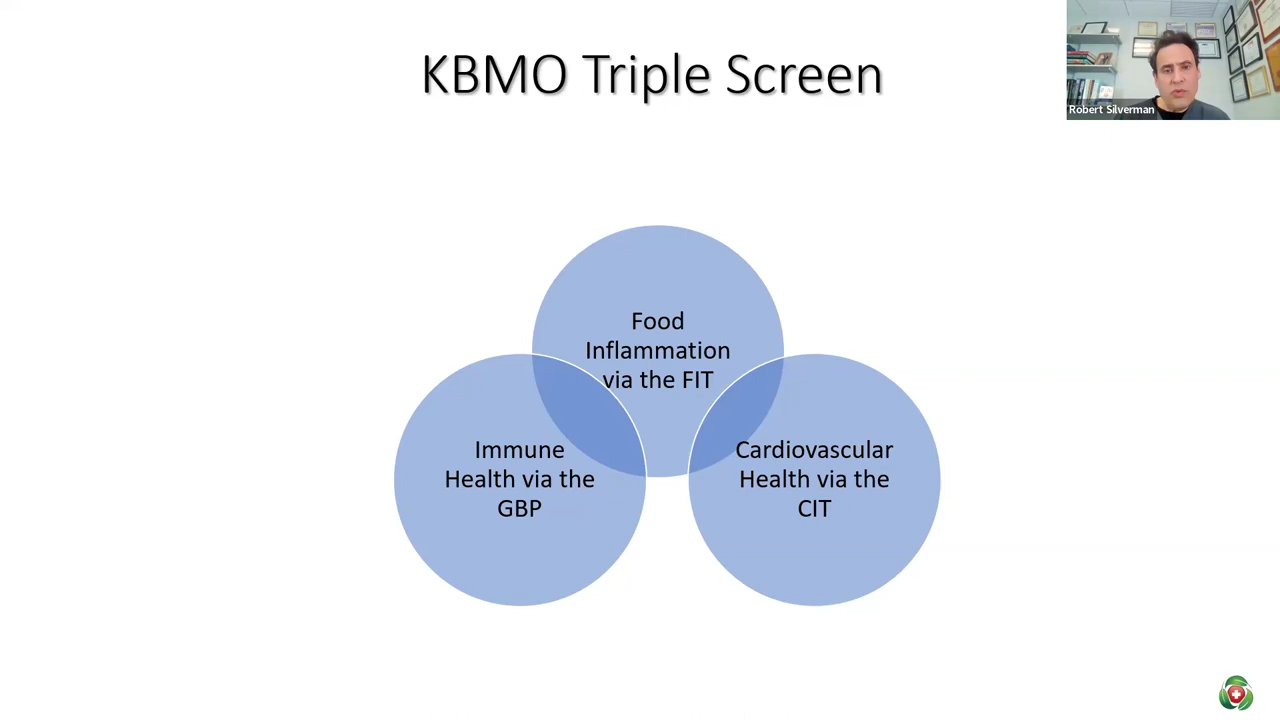 KBMO Triple Screen
Robert Silverman
Food
Inflammation
via the FIT
Immune
Health via the
GBP
Cardiovascular
Health via the
CIT